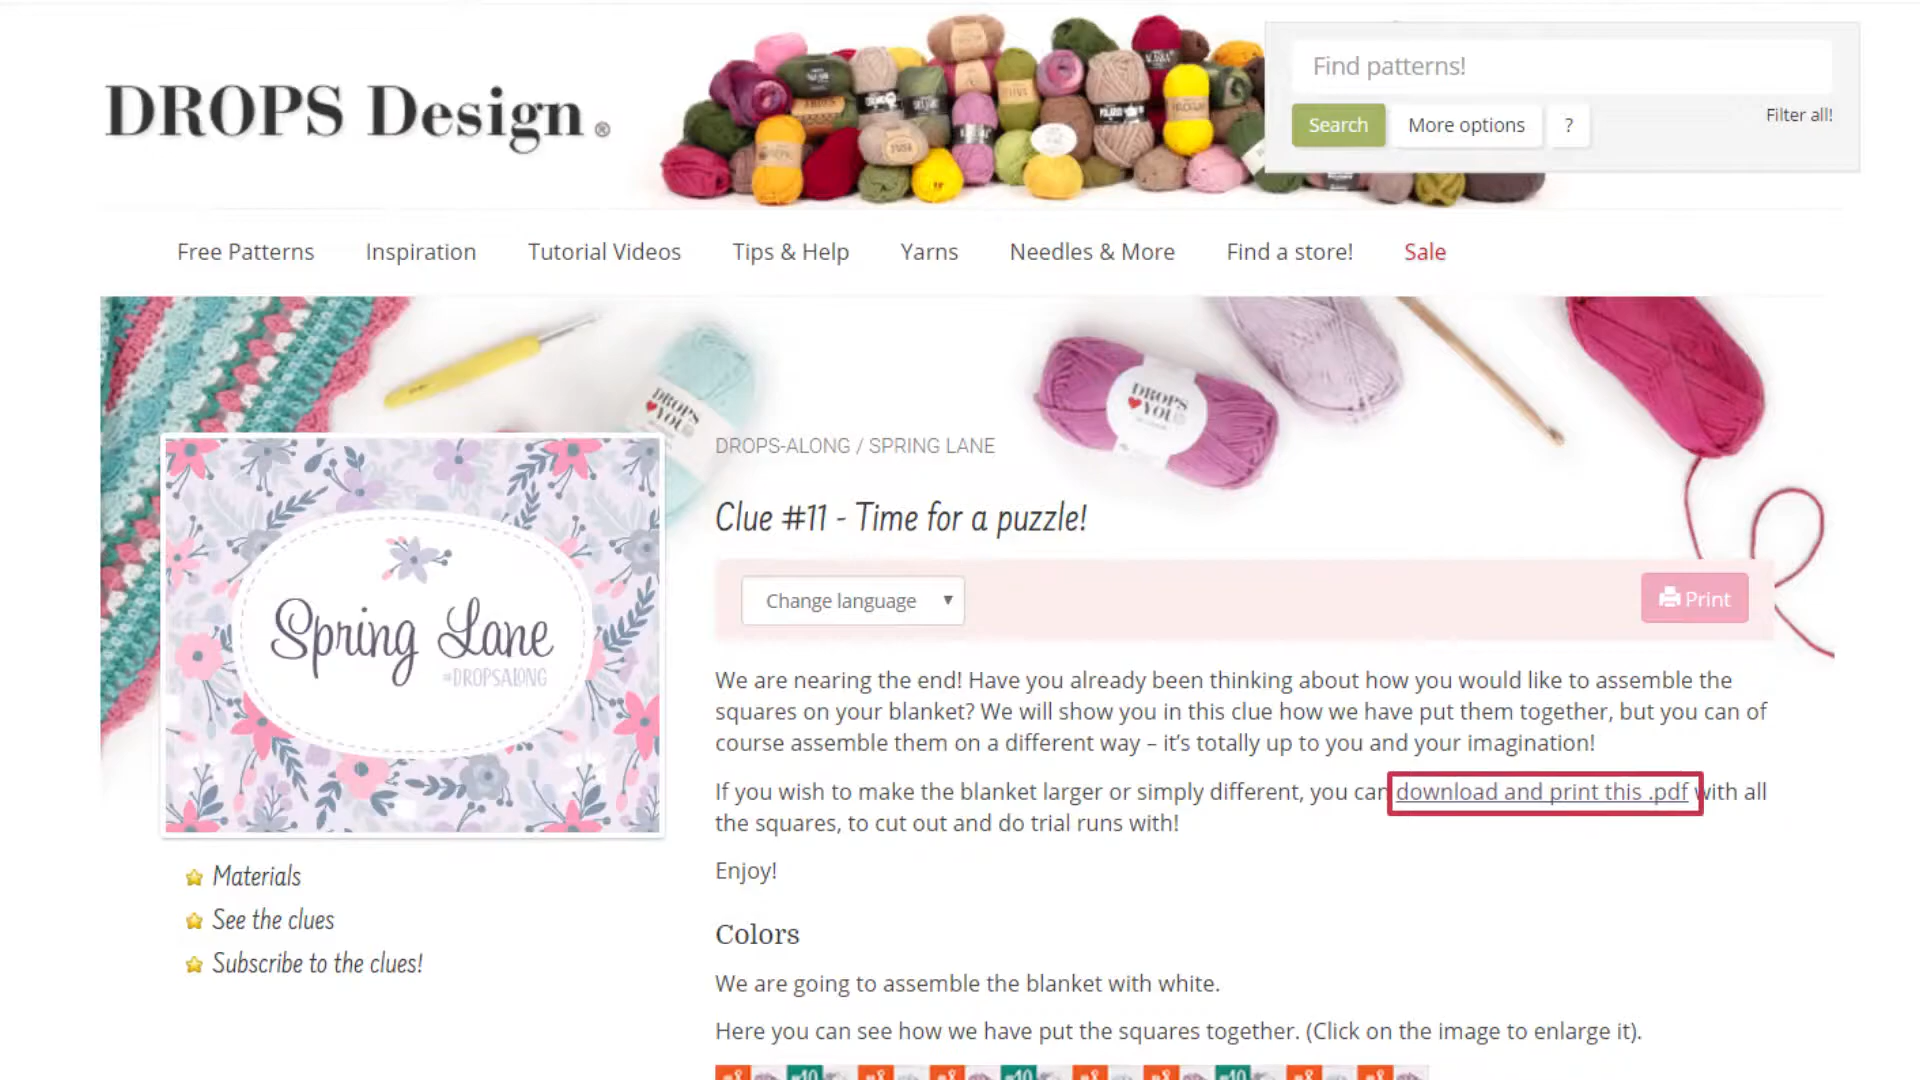 DROPS Design ®
Find patterns!
Search
More options
?
Filter all!
Free Patterns
Inspiration
Tutorial Videos
Tips & Help
Yarns
Needles & More
Find a store!
Sale
DROPS
YOU
DROPS
YOU
DROPS-ALONG / SPRING LANE
Clue #11 - Time for a puzzle!
Spring Lane
#DROPSALONG
Change language
Print
We are nearing the end! Have you already been thinking about how you would like to assemble the
squares on your blanket? We will show you in this clue how we have put them together, but you can of
course assemble them on a different way – it's totally up to you and your imagination!
If you wish to make the blanket larger or simply different, you can download and print this .pdf with all
the squares, to cut out and do trial runs with!
Enjoy!
Materials
See the clues
Subscribe to the clues!
Colors
We are going to assemble the blanket with white.
Here you can see how we have put the squares together. (Click on the image to enlarge it).